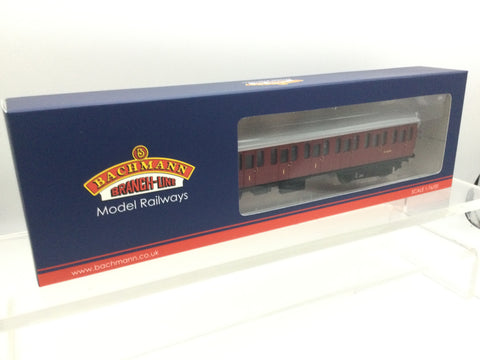 BACHMANN
BRANCH-LINE
Model Railways
www.bachmann.co.uk
SCALE 1:76/00